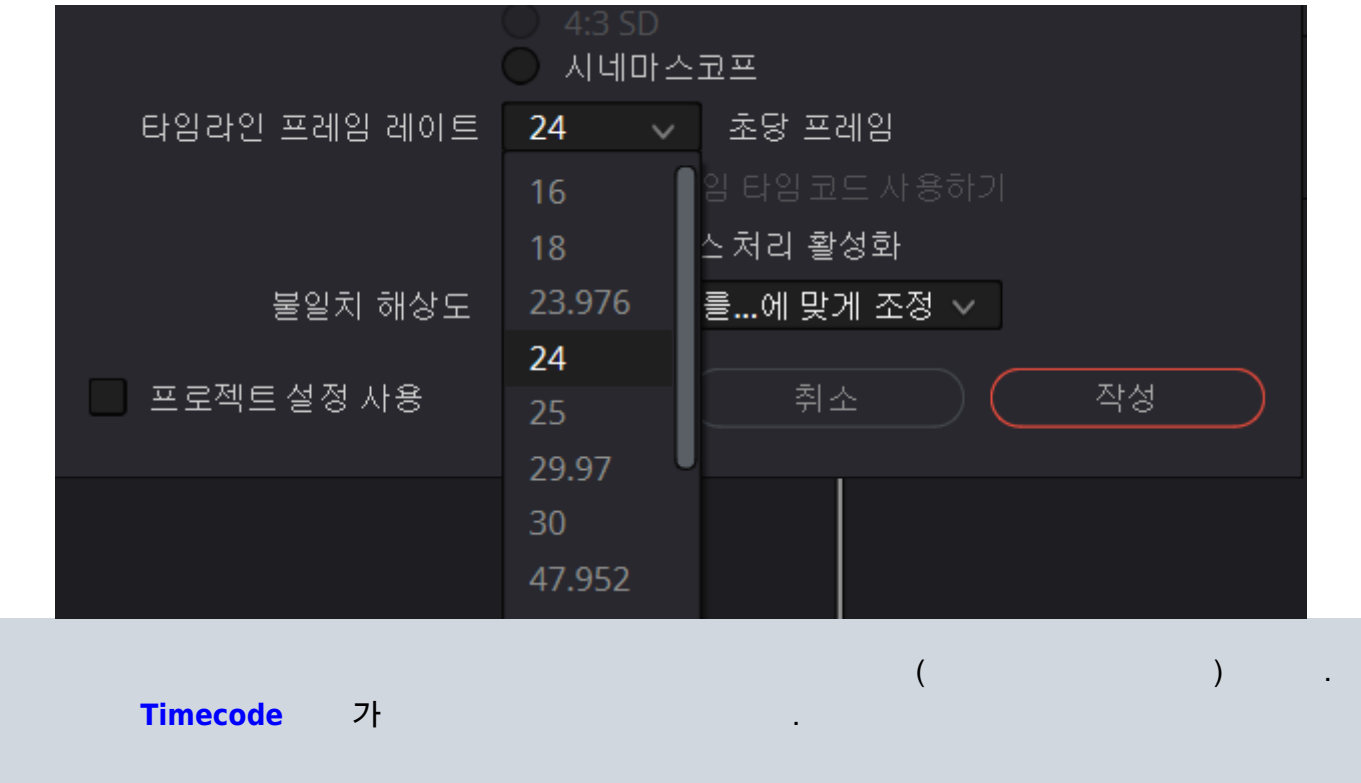 4:3 SD
시네마스코프
타임라인 프레임 레이트 24 초당 프레임
16
임 타임코드 사용하기
18
스 처리 활성화
불일치 해상도 23.976 를...에 맞게 조정
24
프로젝트 설정 사용 취소 작성
25
29.97
30
47.952
( ) .
Timecode 가 .